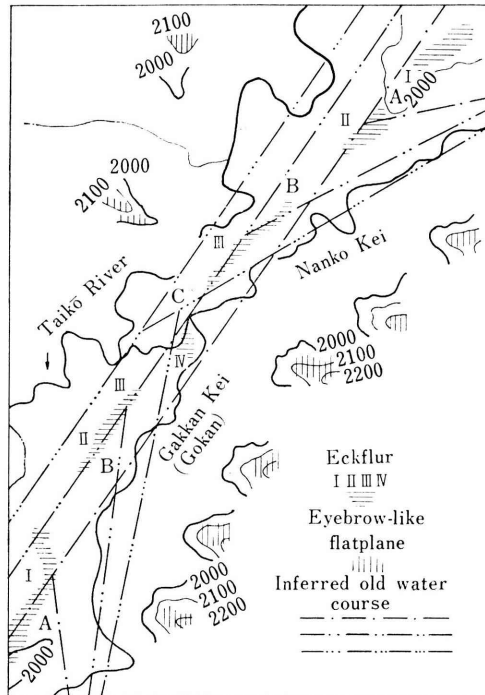 2100
2000
I
A
2000
II
2000
2100
B
III
Nanko Kei
Taikō River
C
2000
2100
2200
IV
III
Gakkan Kei
(Gokan)
II
B
Eckflur
I II III IV
Eyebrow-like
flatplane
I
2000
2100
2200
Inferred old water
course
A
2000